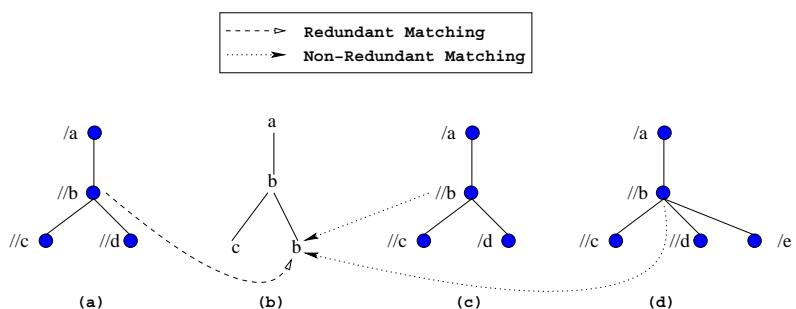 Redundant Matching
Non-Redundant Matching
/a a /a /a
//b b //b //b
//c //d c b //c /d //c //d /e
(a) (b) (c) (d)